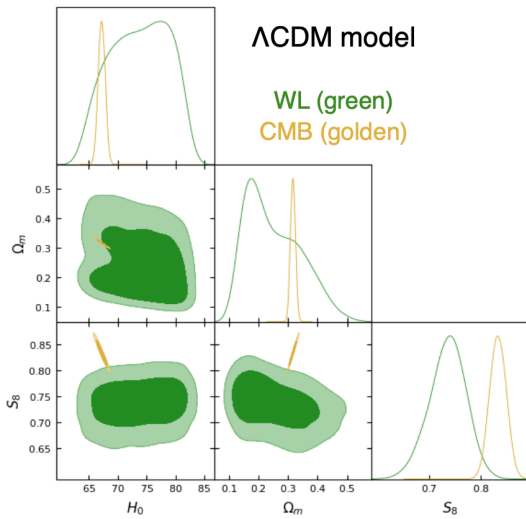 ΛCDM model
WL (green)
CMB (golden)
0.5
0.4
0.3
0.2
0.1
Ωm
0.85
0.80
0.75
0.70
0.65
S8
65 70 75 80 85
0.1 0.2 0.3 0.4 0.5
0.7 0.8
H0
Ωm
S8